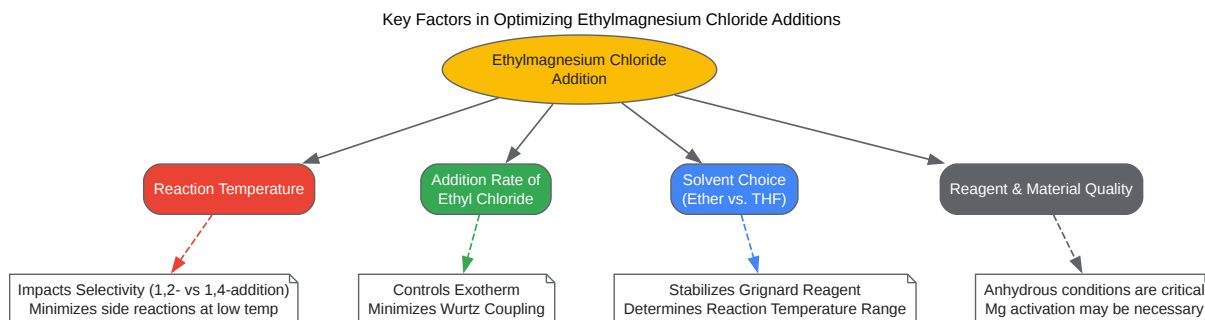 Key Factors in Optimizing Ethylmagnesium Chloride Additions
Ethylmagnesium Chloride
Addition
Reaction Temperature
Addition Rate of
Ethyl Chloride
Solvent Choice
(Ether vs. THF)
Reagent & Material Quality
Impacts Selectivity (1,2- vs 1,4-addition)
Minimizes side reactions at low temp
Controls Exotherm
Minimizes Wurtz Coupling
Stabilizes Grignard Reagent
Determines Reaction Temperature Range
Anhydrous conditions are critical
Mg activation may be necessary